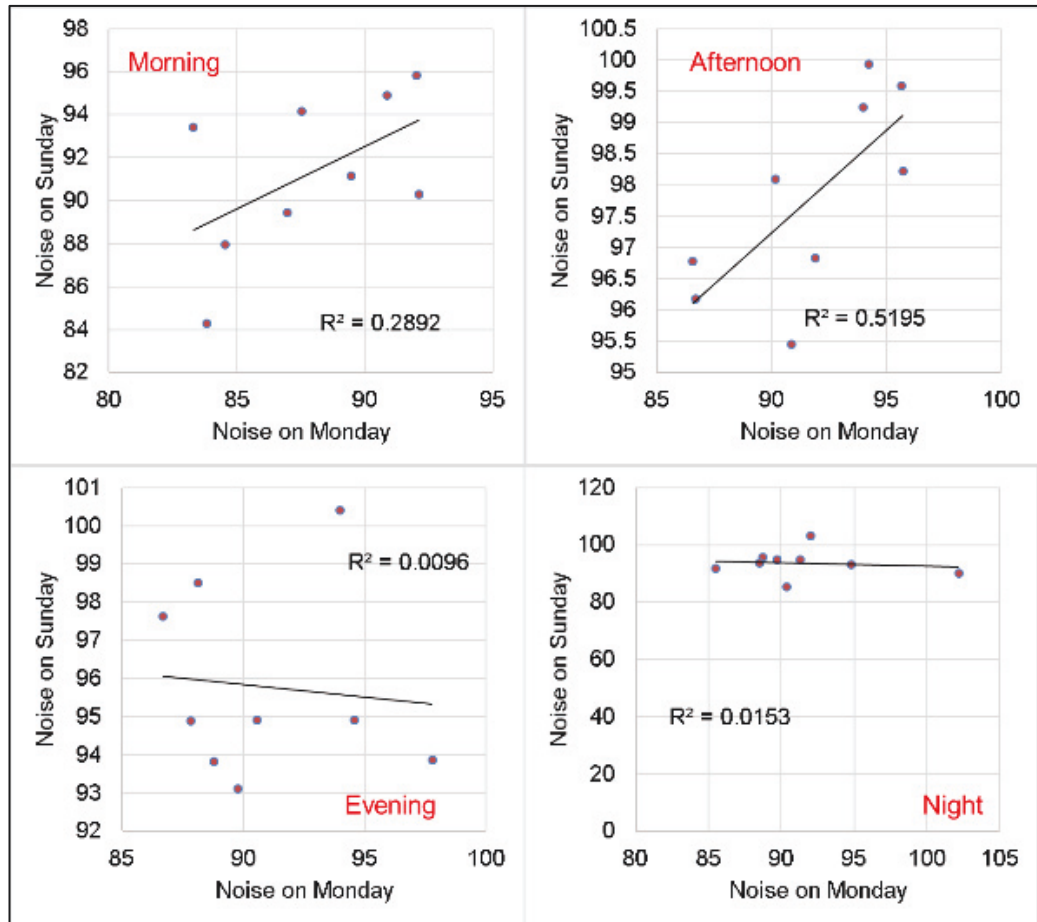 Morning
Noise on Sunday
98
96
94
92
90
88
86
84
82
R² = 0.2892
80 85 90 95
Noise on Monday
Afternoon
Noise on Sunday
100
99.5
99
98.5
98
97.5
97
96.5
96
95.5
95
R² = 0.5195
85 90 95 100
Noise on Monday
Noise on Sunday
101
100
99
98
97
96
95
94
93
92
R² = 0.0096
Evening
85 90 95 100
Noise on Monday
Noise on Sunday
120
100
80
60
40
20
0
R² = 0.0153
Night
80 85 90 95 100 105
Noise on Monday